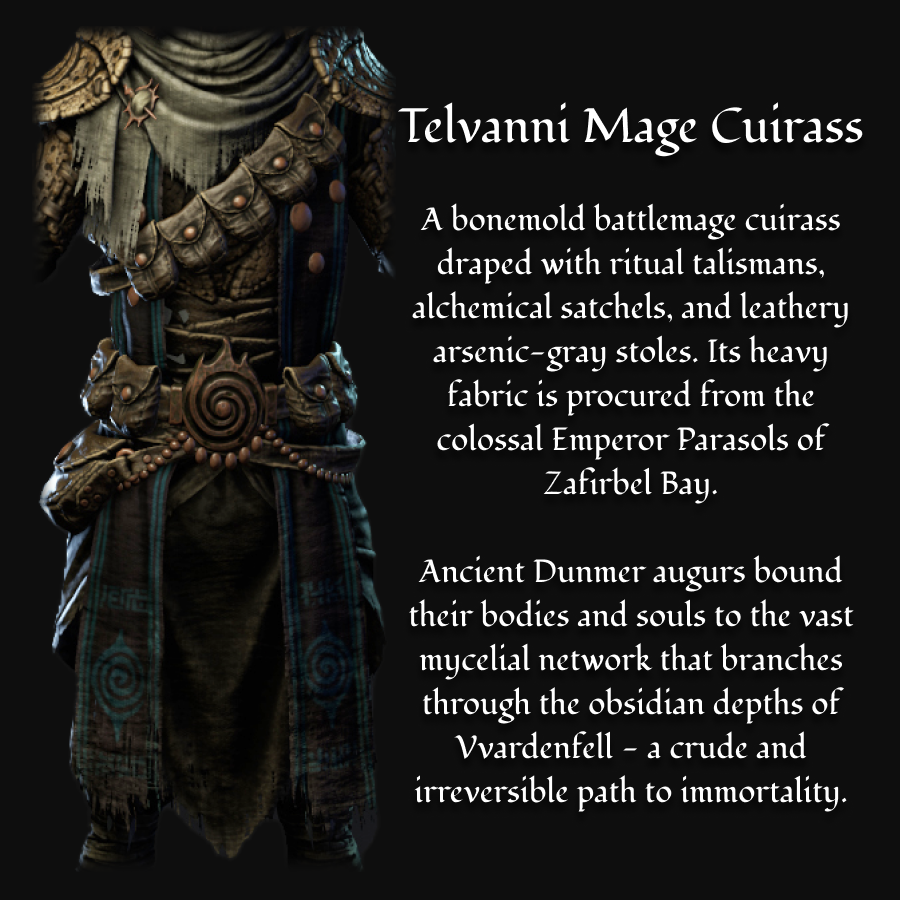 Telvanni Mage Cuirass
A bonemold battlemage cuirass
draped with ritual talismans,
alchemical satchels, and leathery
arsenic-gray stoles. Its heavy
fabric is procured from the
colossal Emperor Parasols of
Zafirbel Bay.
Ancient Dunmer augurs bound
their bodies and souls to the vast
mycelial network that branches
through the obsidian depths of
Vvardenfell - a crude and
irreversible path to immortality.